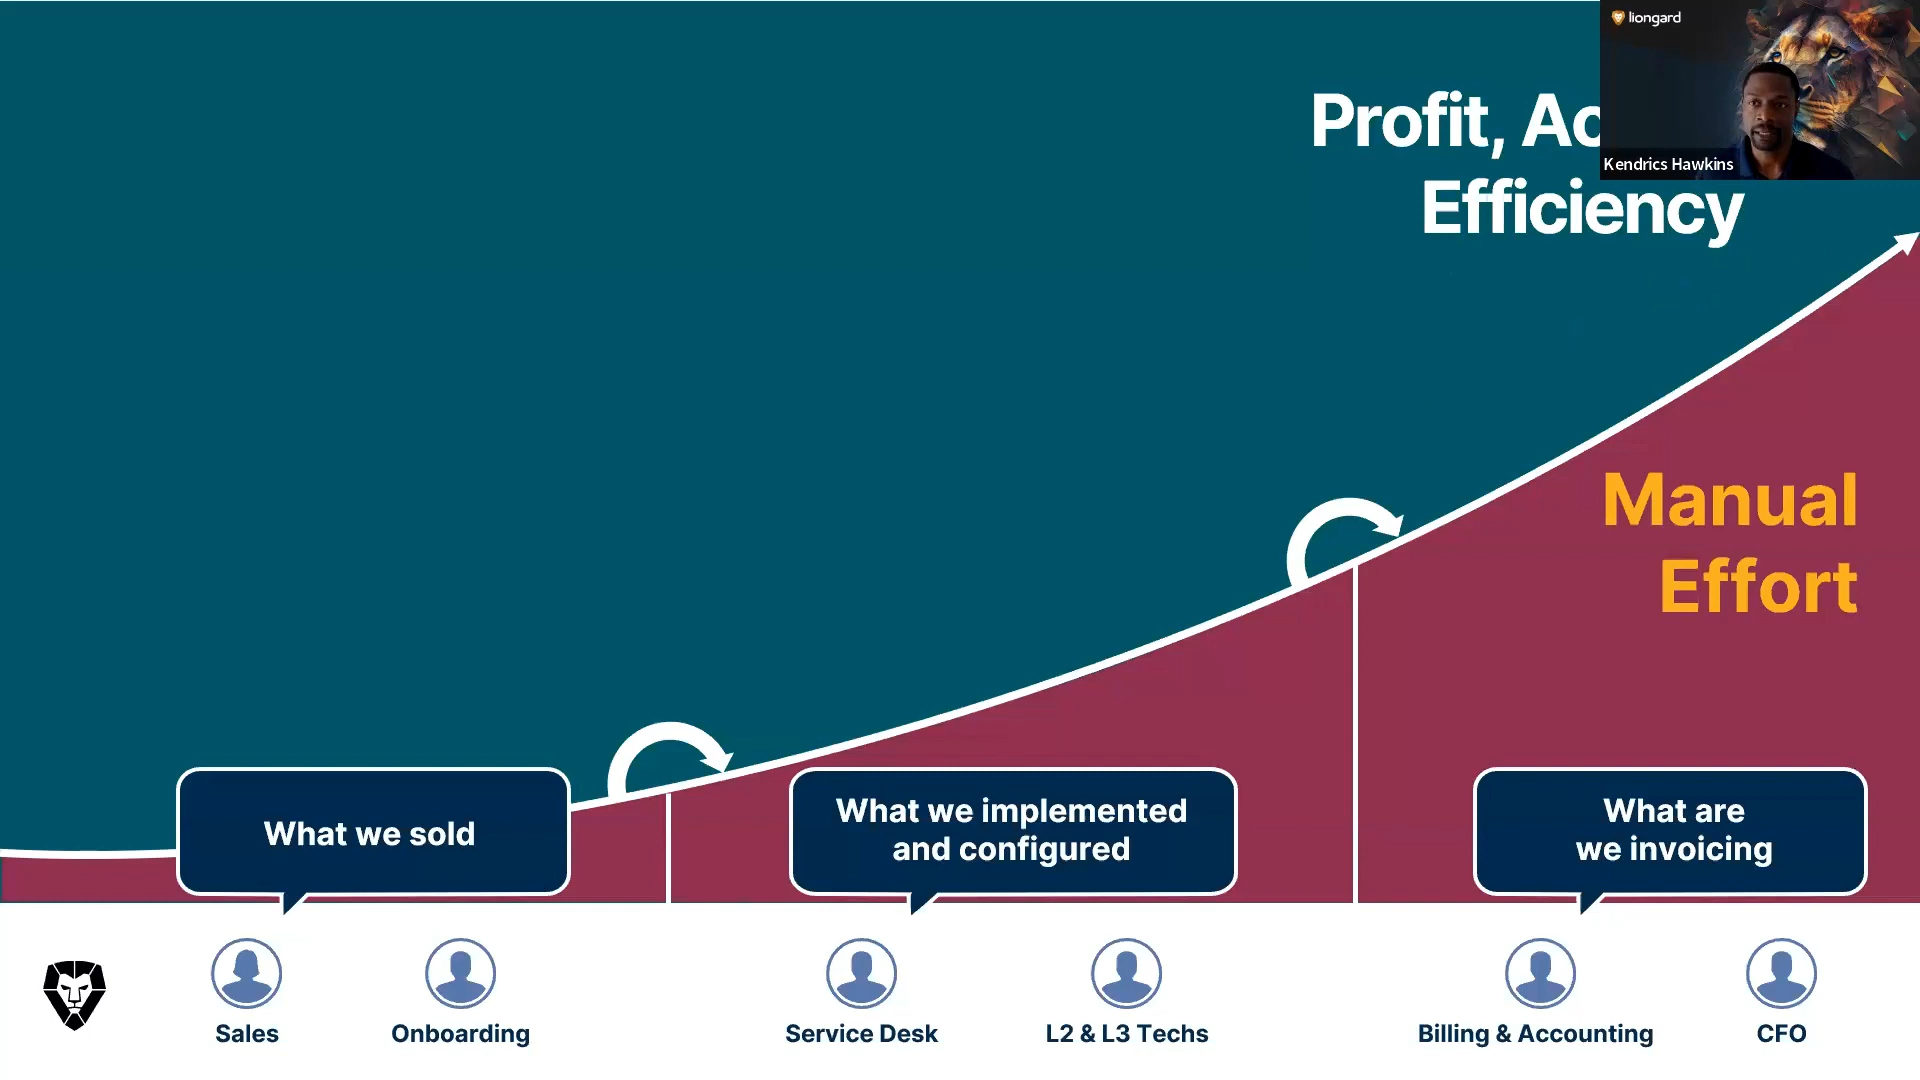 liongard
Profit, Ac
Kendrics Hawkins
Efficiency
Manual
Effort
What we sold
What we implemented
and configured
What are
we invoicing
Sales
Onboarding
Service Desk
L2 & L3 Techs
Billing & Accounting
CFO